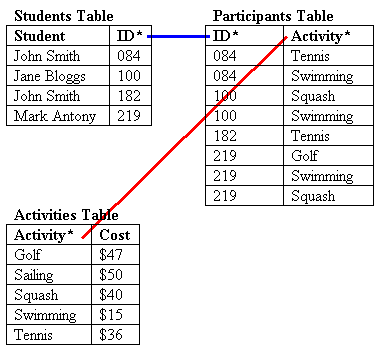 Students Table
Student ID*
John Smith 084
Jane Bloggs 100
John Smith 182
Mark Antony 219
Participants Table
ID* Activity*
084 Tennis
084 Swimming
100 Squash
100 Swimming
182 Tennis
219 Golf
219 Swimming
219 Squash
Activities Table
Activity* Cost
Golf $47
Sailing $50
Squash $40
Swimming $15
Tennis $36